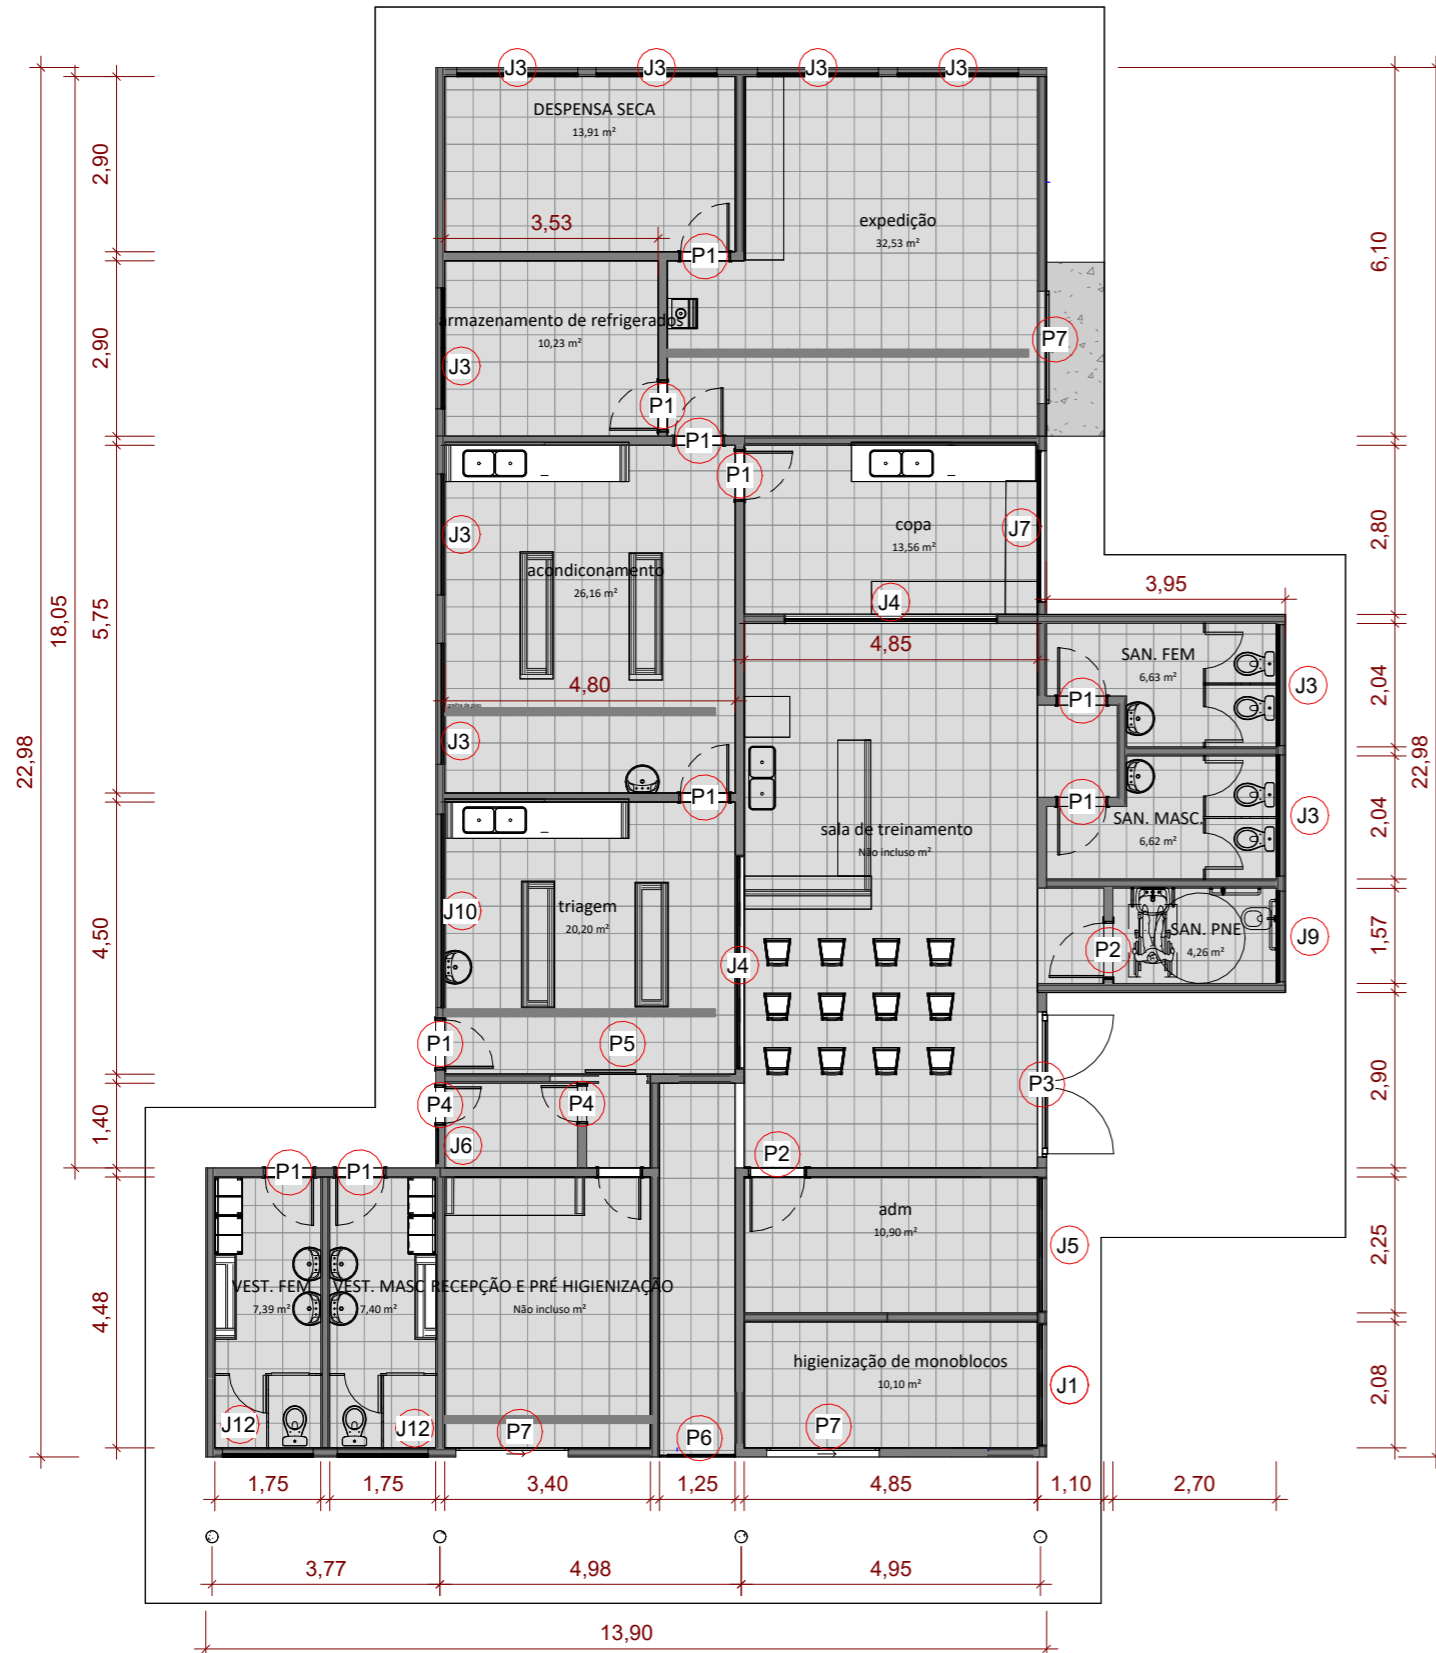 J3
J3
J3
J3
DESPENSA SECA
13,91 m²
2,90
expedição
32,53 m²
3,53
P1
6,10
armazenamento de refrigerados
10,23 m²
2,90
J3
P7
P1
P1
P1
J3
copa
13,56 m²
J7
2,80
acondiconamento
26,16 m²
J4
3,95
18,05
5,75
4,85
SAN. FEM
6,63 m²
4,80
J3
2,04
P1
grelha de piso
J3
22,98
22,98
P1
P1
SAN. MASC.
6,62 m²
J3
2,04
sala de treinamento
Não incluso m²
J10
triagem
20,20 m²
4,50
J4
P2
SAN. PNE
4,26 m²
J9
1,57
P1
P5
P3
2,90
P4
P4
1,40
J6
P2
P1
P1
adm
10,90 m²
J5
2,25
VEST. FEM
7,39 m²
VEST. MASC
7,40 m²
RECEPÇÃO E PRÉ HIGIENIZAÇÃO
Não incluso m²
4,48
higienização de monoblocos
10,10 m²
J1
2,08
J12
J12
P7
P6
P7
1,75
1,75
3,40
1,25
4,85
1,10
2,70
3,77
4,98
4,95
13,90